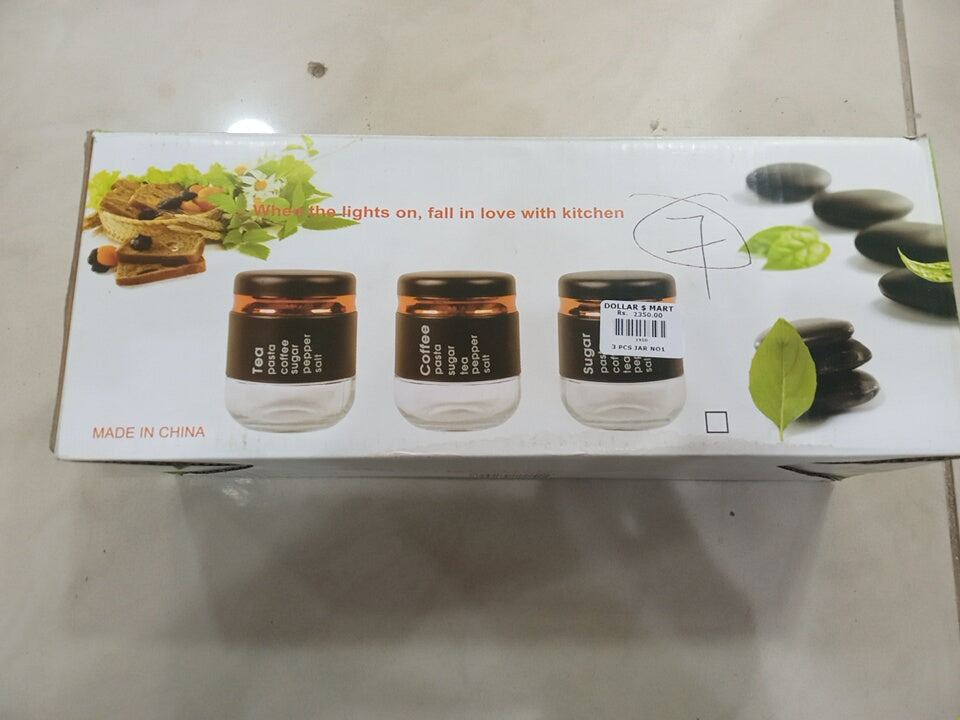 When the lights on, fall in love with kitchen
7
Tea
pasta
coffee
sugar
pepper
salt
Coffee
pasta
sugar
tea
pepper
salt
Sugar
DOLLAR $ MART
Rs. 2350.00
3 PCS JAR NO1
MADE IN CHINA